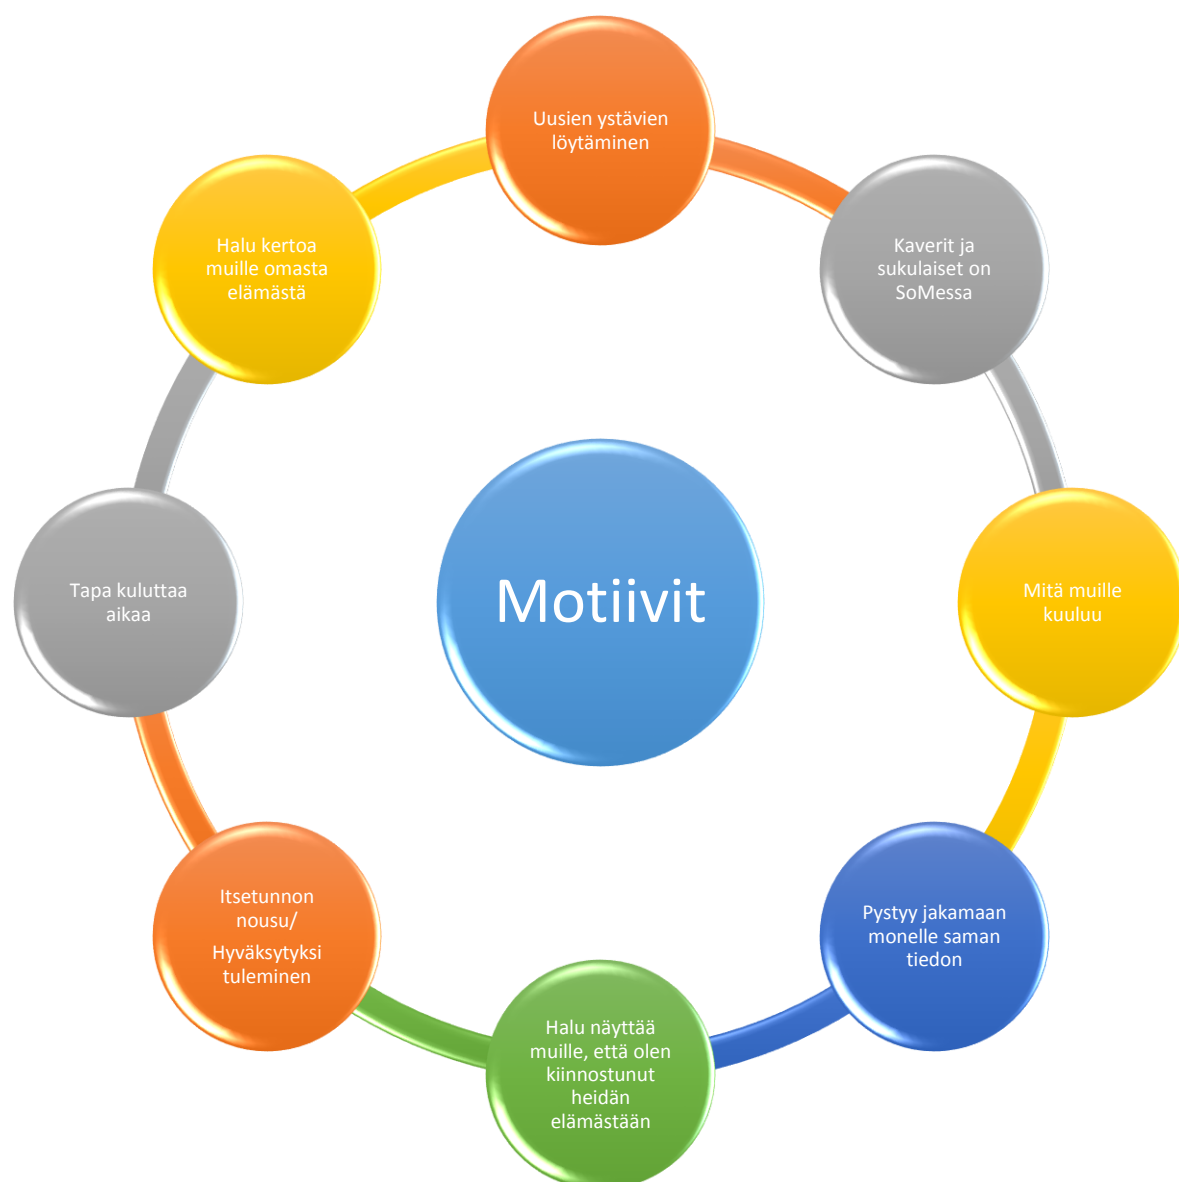 Uusien ystävien
löytäminen
Kaverit ja
sukulaiset on
SoMessa
Mitä muille
kuuluu
Pystyy jakamaan
monelle saman
tiedon
Halu näyttää
muille, että olen
kiinnostunut
heidän
elämästään
Itsetunnon
nousu/
Hyväksytyksi
tuleminen
Tapa kuluttaa
aikaa
Halu kertoa
muille omasta
elämästä
Motiivit